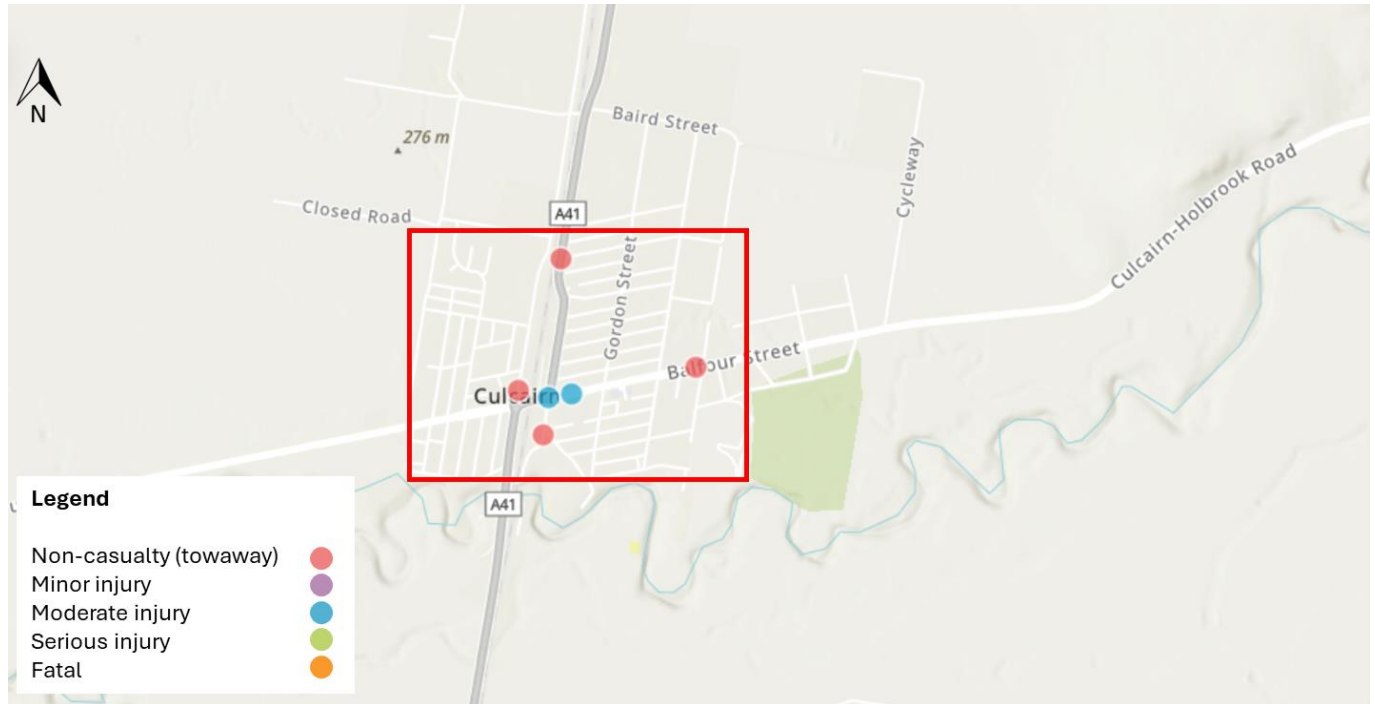 N
276 m
Baird Street
Cycleway
Culcairn-Holbrook Road
Closed Road
A41
Gordon Street
Balfour Street
Culcairn
A41
Legend
Non-casualty (towaway)
Minor injury
Moderate injury
Serious injury
Fatal